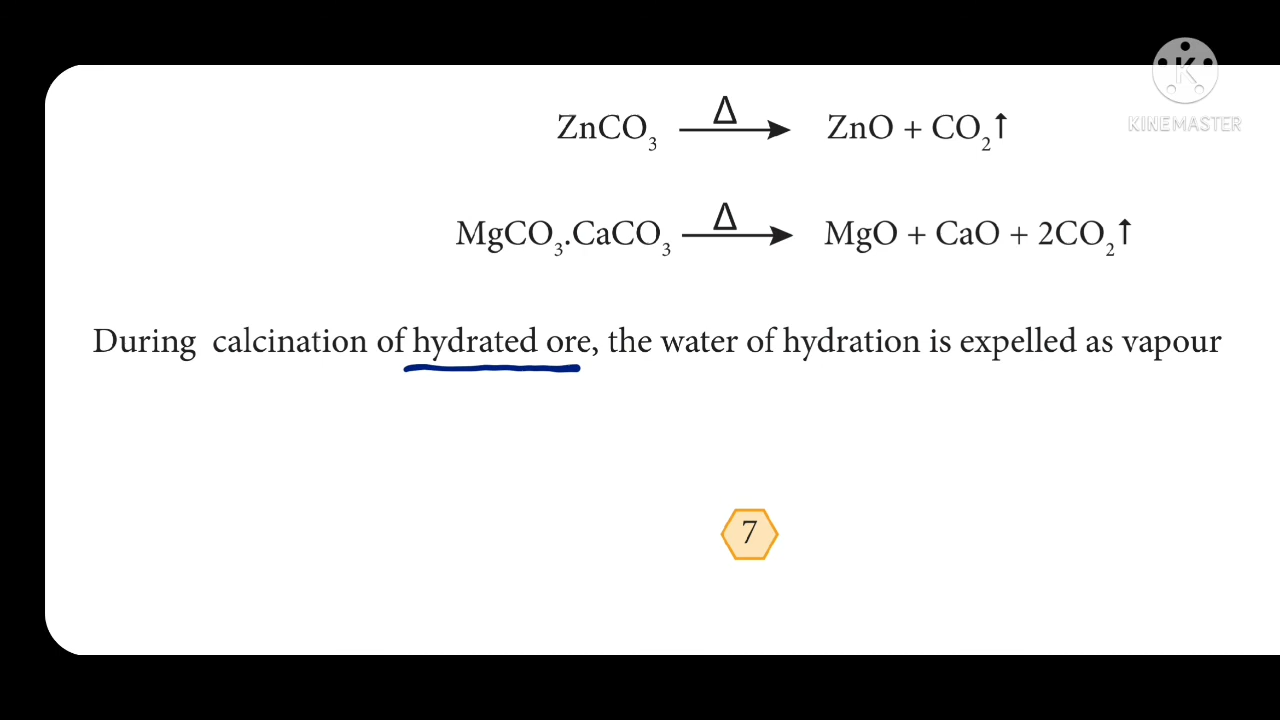 K
KINEMASTER
ZnCO₃ —Δ→ ZnO + CO₂↑
MgCO₃.CaCO₃ —Δ→ MgO + CaO + 2CO₂↑
During calcination of hydrated ore, the water of hydration is expelled as vapour
7